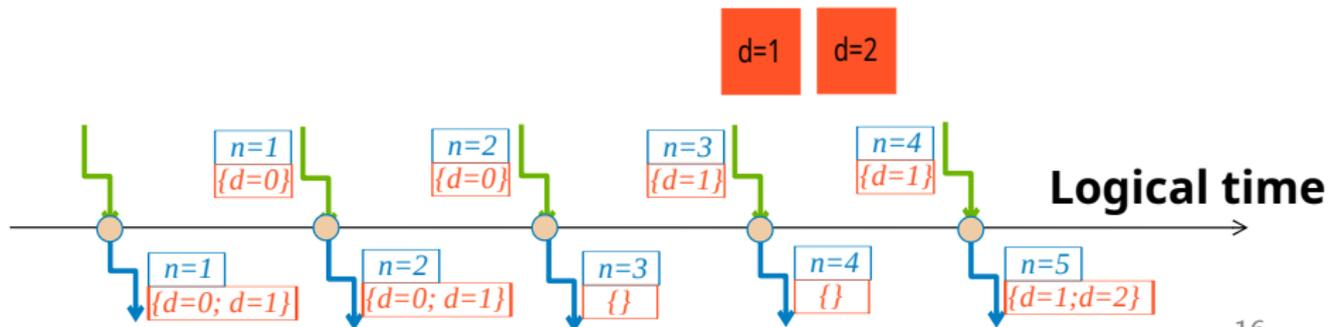 d=1 d=2
n=1
{d=0}
n=2
{d=0}
n=3
{d=1}
n=4
{d=1}
Logical time
n=1
{d=0; d=1}
n=2
{d=0; d=1}
n=3
{}
n=4
{}
n=5
{d=1;d=2}